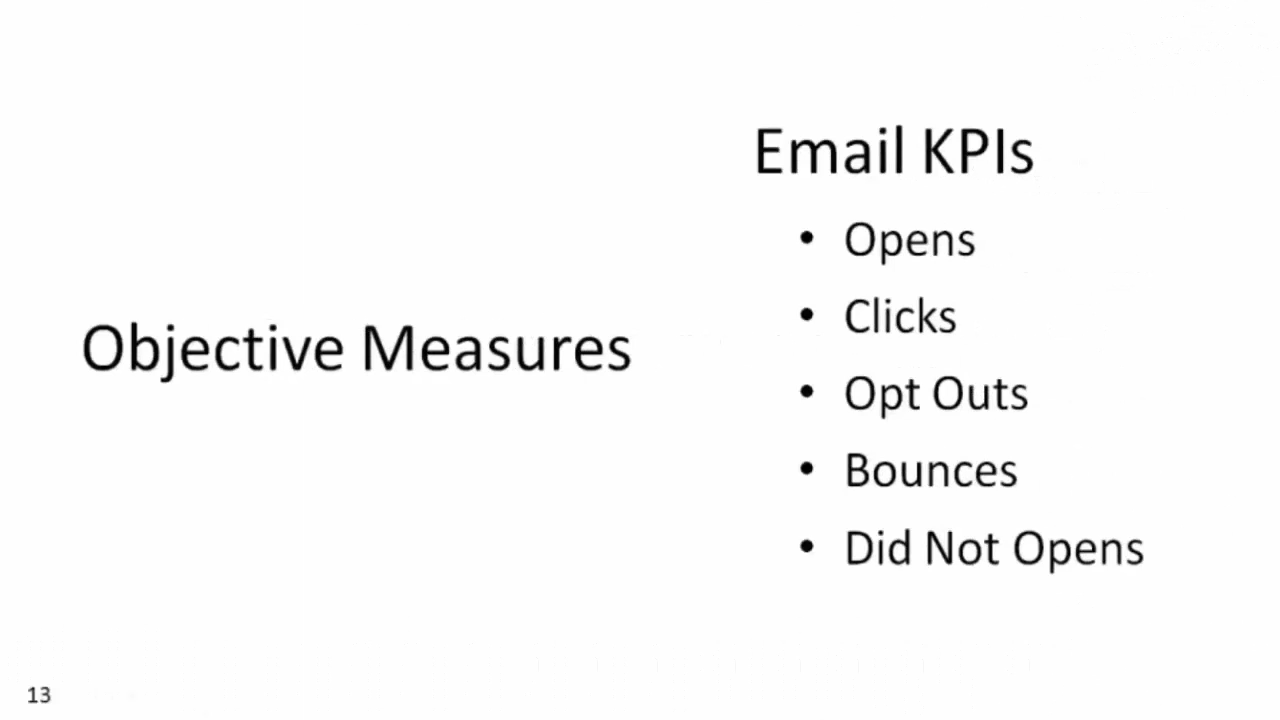 Objective Measures
Email KPIs
• Opens
• Clicks
• Opt Outs
• Bounces
• Did Not Opens
13